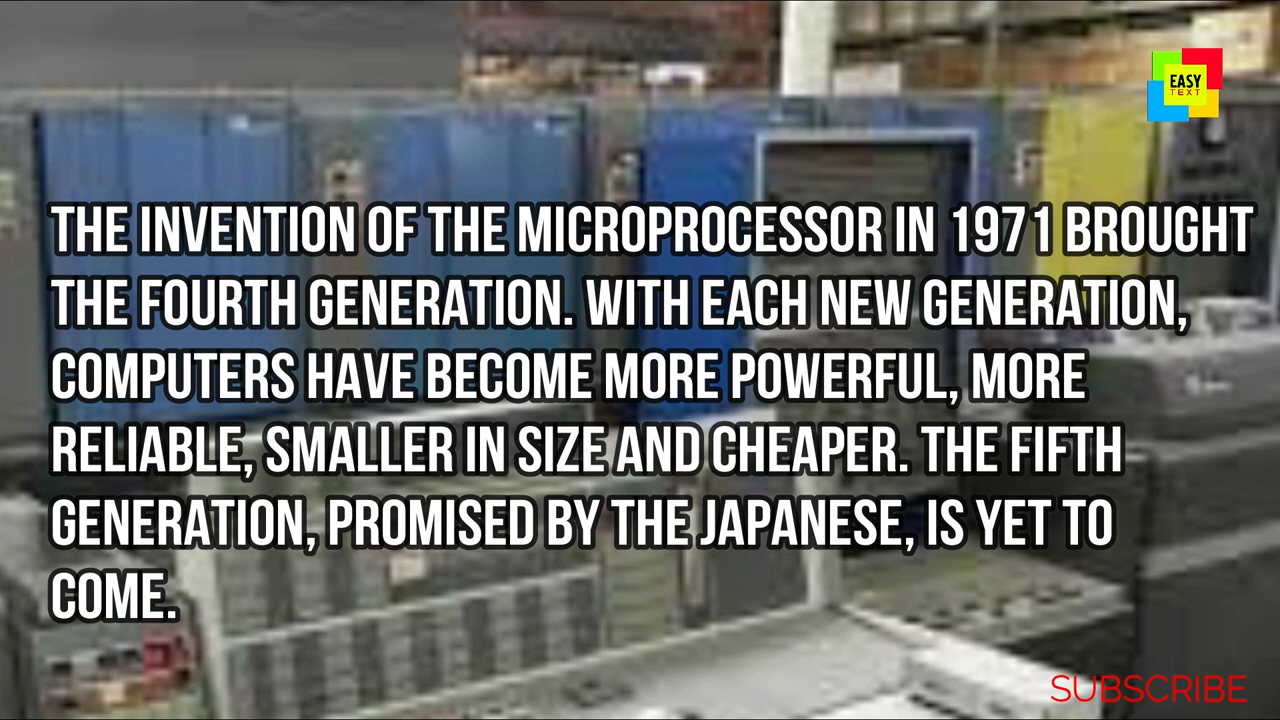 EASY
TEXT
THE INVENTION OF THE MICROPROCESSOR IN 1971 BROUGHT
THE FOURTH GENERATION. WITH EACH NEW GENERATION,
COMPUTERS HAVE BECOME MORE POWERFUL, MORE
RELIABLE, SMALLER IN SIZE AND CHEAPER. THE FIFTH
GENERATION, PROMISED BY THE JAPANESE, IS YET TO
COME.
SUBSCRIBE